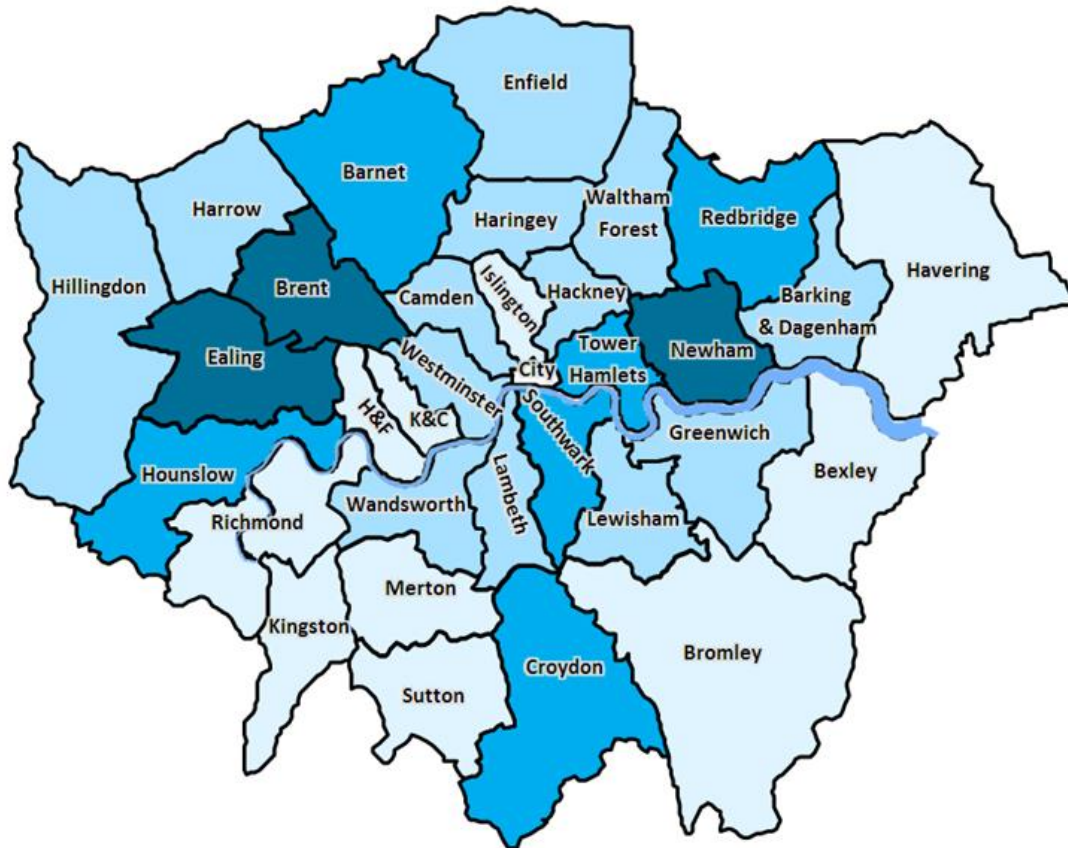 Enfield
Barnet
Harrow
Haringey
Waltham
Forest
Redbridge
Havering
Hillingdon
Brent
Camden
Islington
Hackney
Barking
& Dagenham
Ealing
Westminster
City
Tower
Hamlets
Newham
H&F
K&C
Southwark
Greenwich
Hounslow
Bexley
Richmond
Wandsworth
Lambeth
Lewisham
Merton
Kingston
Bromley
Croydon
Sutton